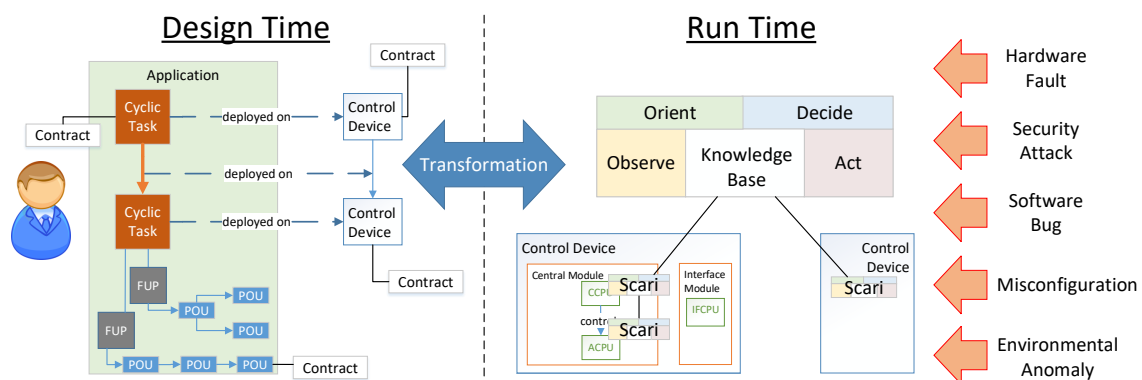 Design Time
Run Time
Application
Contract
Cyclic
Task
deployed on
Control
Device
Contract
deployed on
Cyclic
Task
deployed on
Control
Device
Contract
FUP
POU
POU
POU
FUP
POU
POU
POU
Contract
Transformation
Orient
Decide
Observe
Knowledge
Base
Act
Control Device
Central Module
CCPU
Scari
control
Scari
ACPU
Interface
Module
IFCPU
Control
Device
Scari
Hardware
Fault
Security
Attack
Software
Bug
Misconfiguration
Environmental
Anomaly